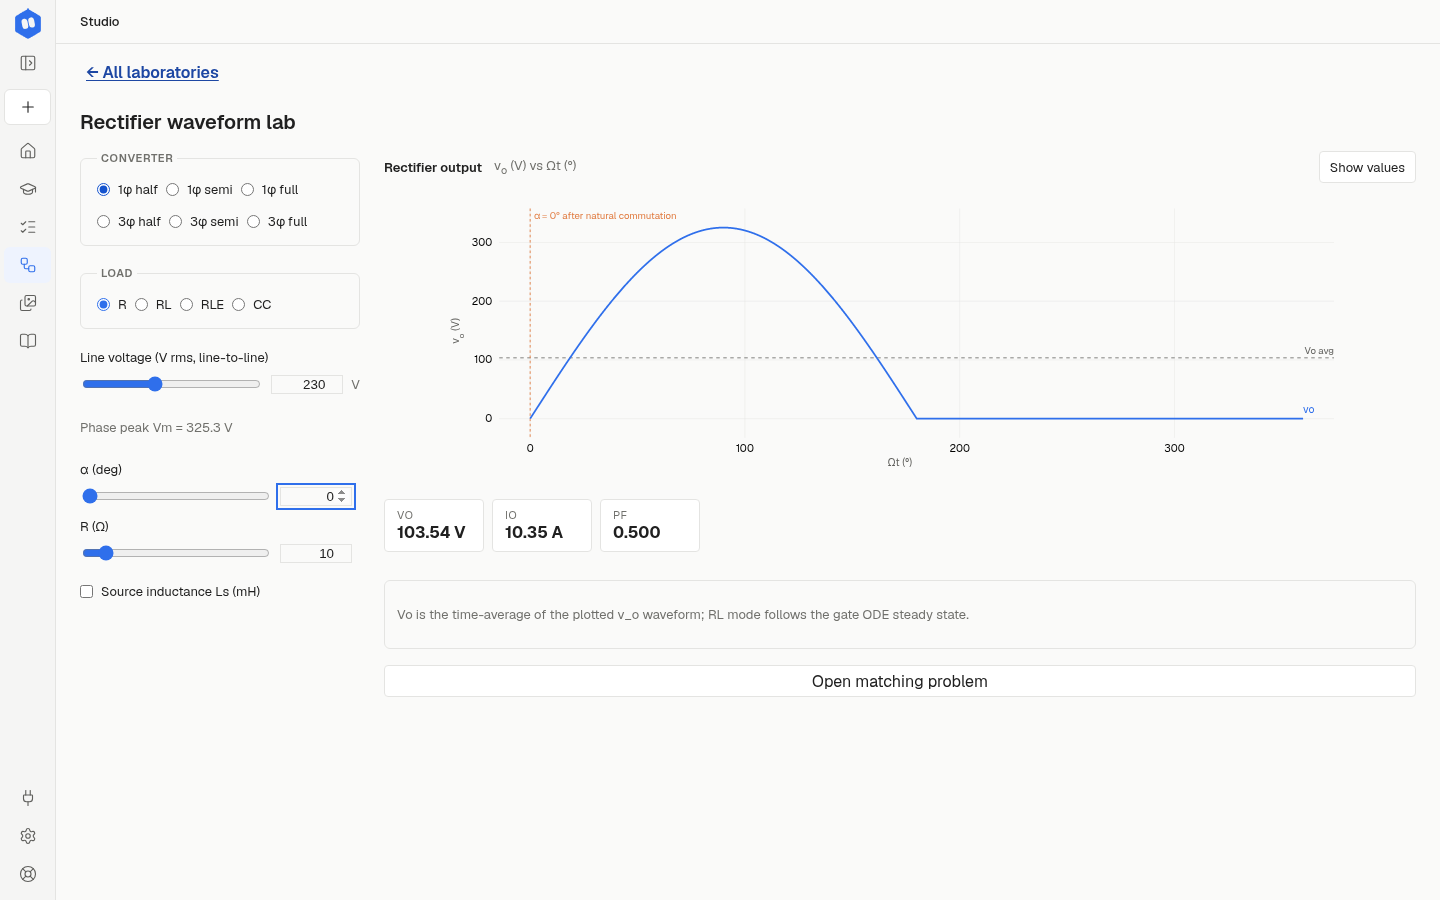 Studio
← All laboratories
Rectifier waveform lab
CONVERTER
1φ half 1φ semi 1φ full
3φ half 3φ semi 3φ full
LOAD
R RL RLE CC
Line voltage (V rms, line-to-line)
230 V
Phase peak Vm = 325.3 V
α (deg)
0
R (Ω)
10
Source inductance Ls (mH)
Rectifier output vo (V) vs Ωt (°)
Show values
α = 0° after natural commutation
300
200
100
0
vo (V)
Vo avg
vo
0 100 200 300
Ωt (°)
VO
103.54 V
IO
10.35 A
PF
0.500
Vo is the time-average of the plotted v_o waveform; RL mode follows the gate ODE steady state.
Open matching problem